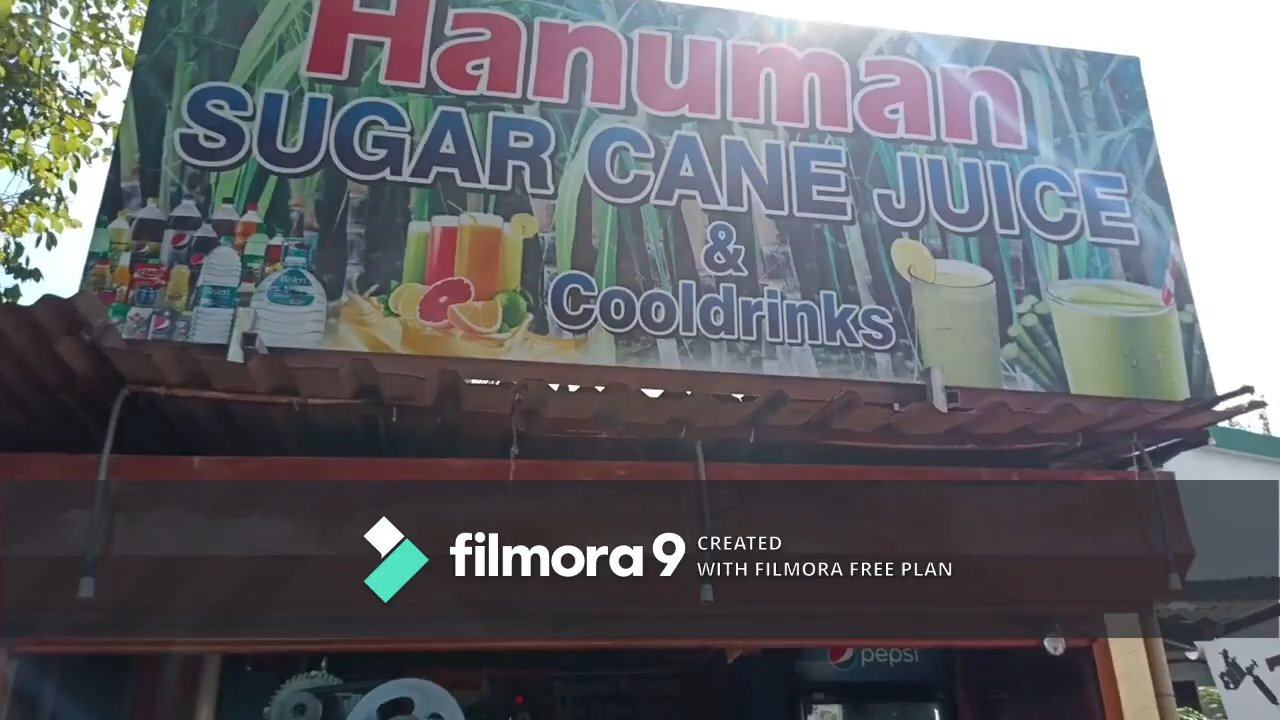 Hanuman
SUGAR CANE JUICE
&
Cooldrinks
filmora 9
CREATED
WITH FILMORA FREE PLAN
pepsi